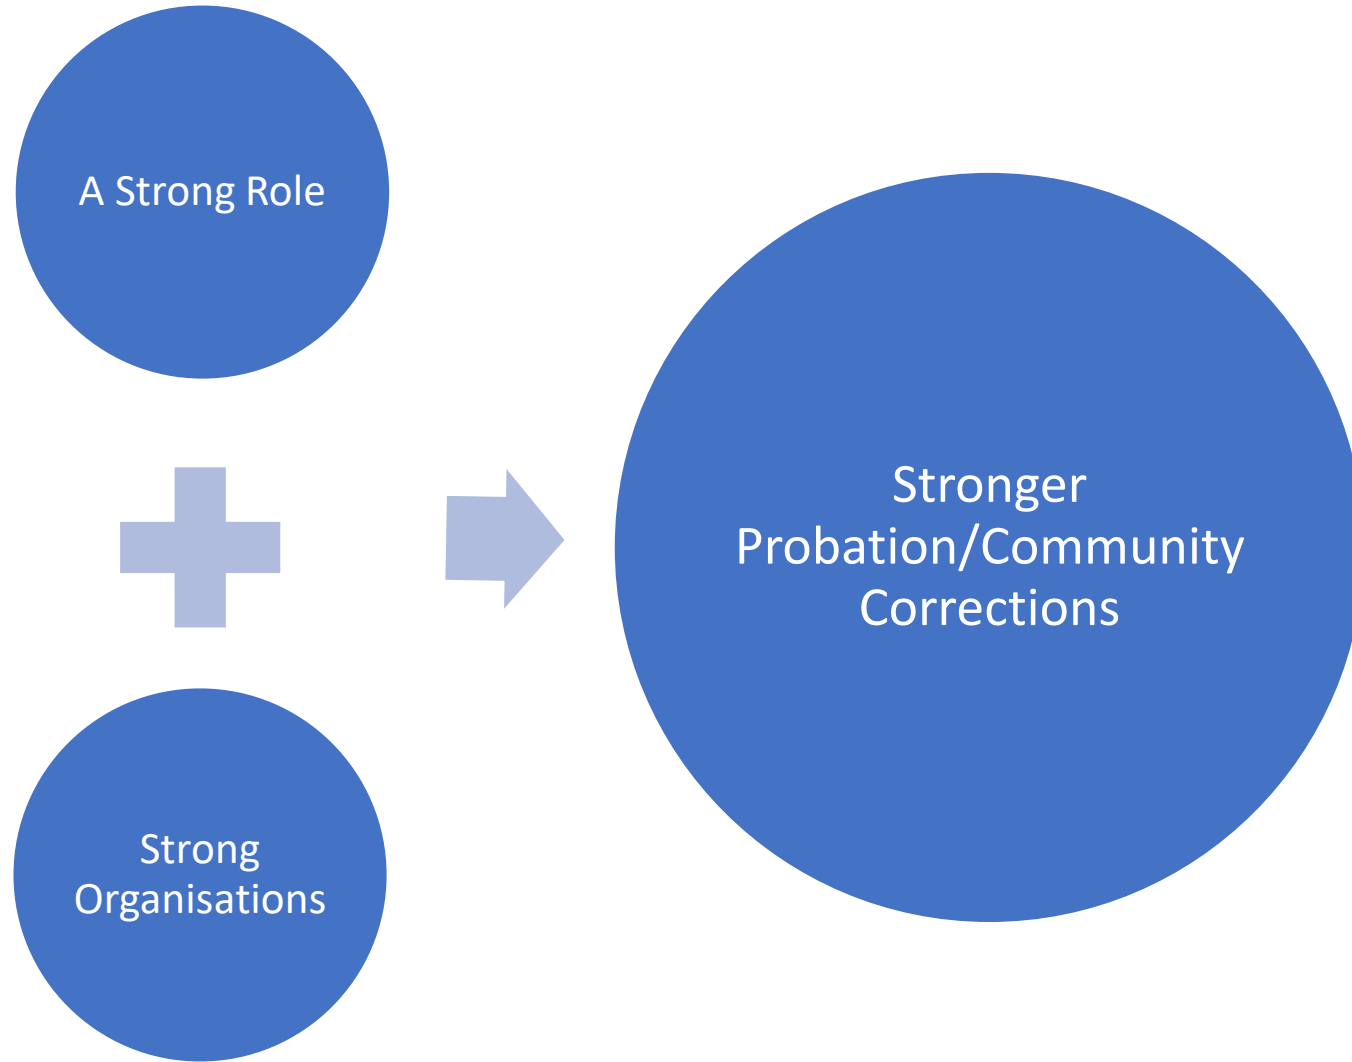 A Strong Role
Strong
Organisations
Stronger
Probation/Community
Corrections